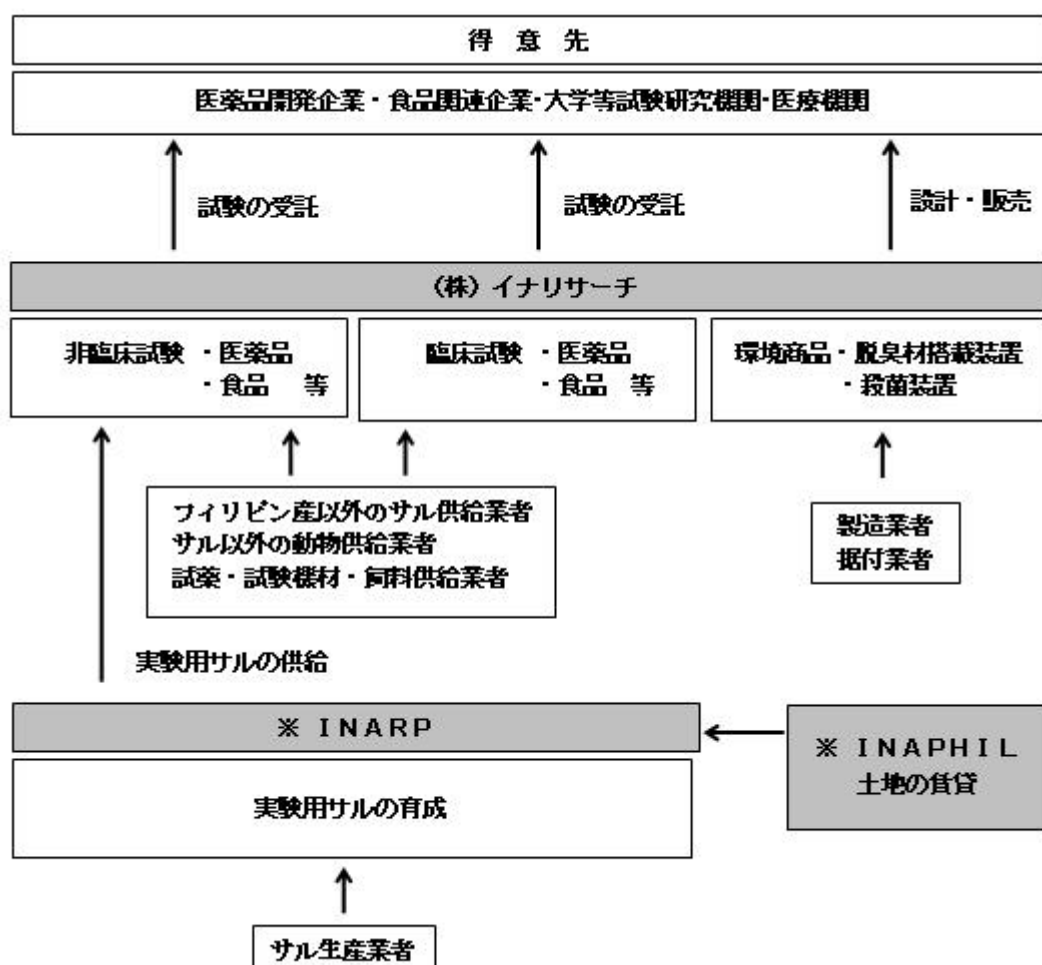 得 意 先
医薬品開発企業・食品関連企業・大学等試験研究機関・医療機関
試験の受託
試験の受託
設計・販売
(株)イナリサーチ
非臨床試験 ・医薬品
・食品 等
臨床試験 ・医薬品
・食品 等
環境商品・脱臭材搭載装置
・殺菌装置
フィリピン産以外のサル供給業者
サル以外の動物供給業者
試薬・試験機材・飼料供給業者
製造業者
据付業者
実験用サルの供給
※ INARP
※ INAPHIL
土地の賃貸
実験用サルの育成
サル生産業者